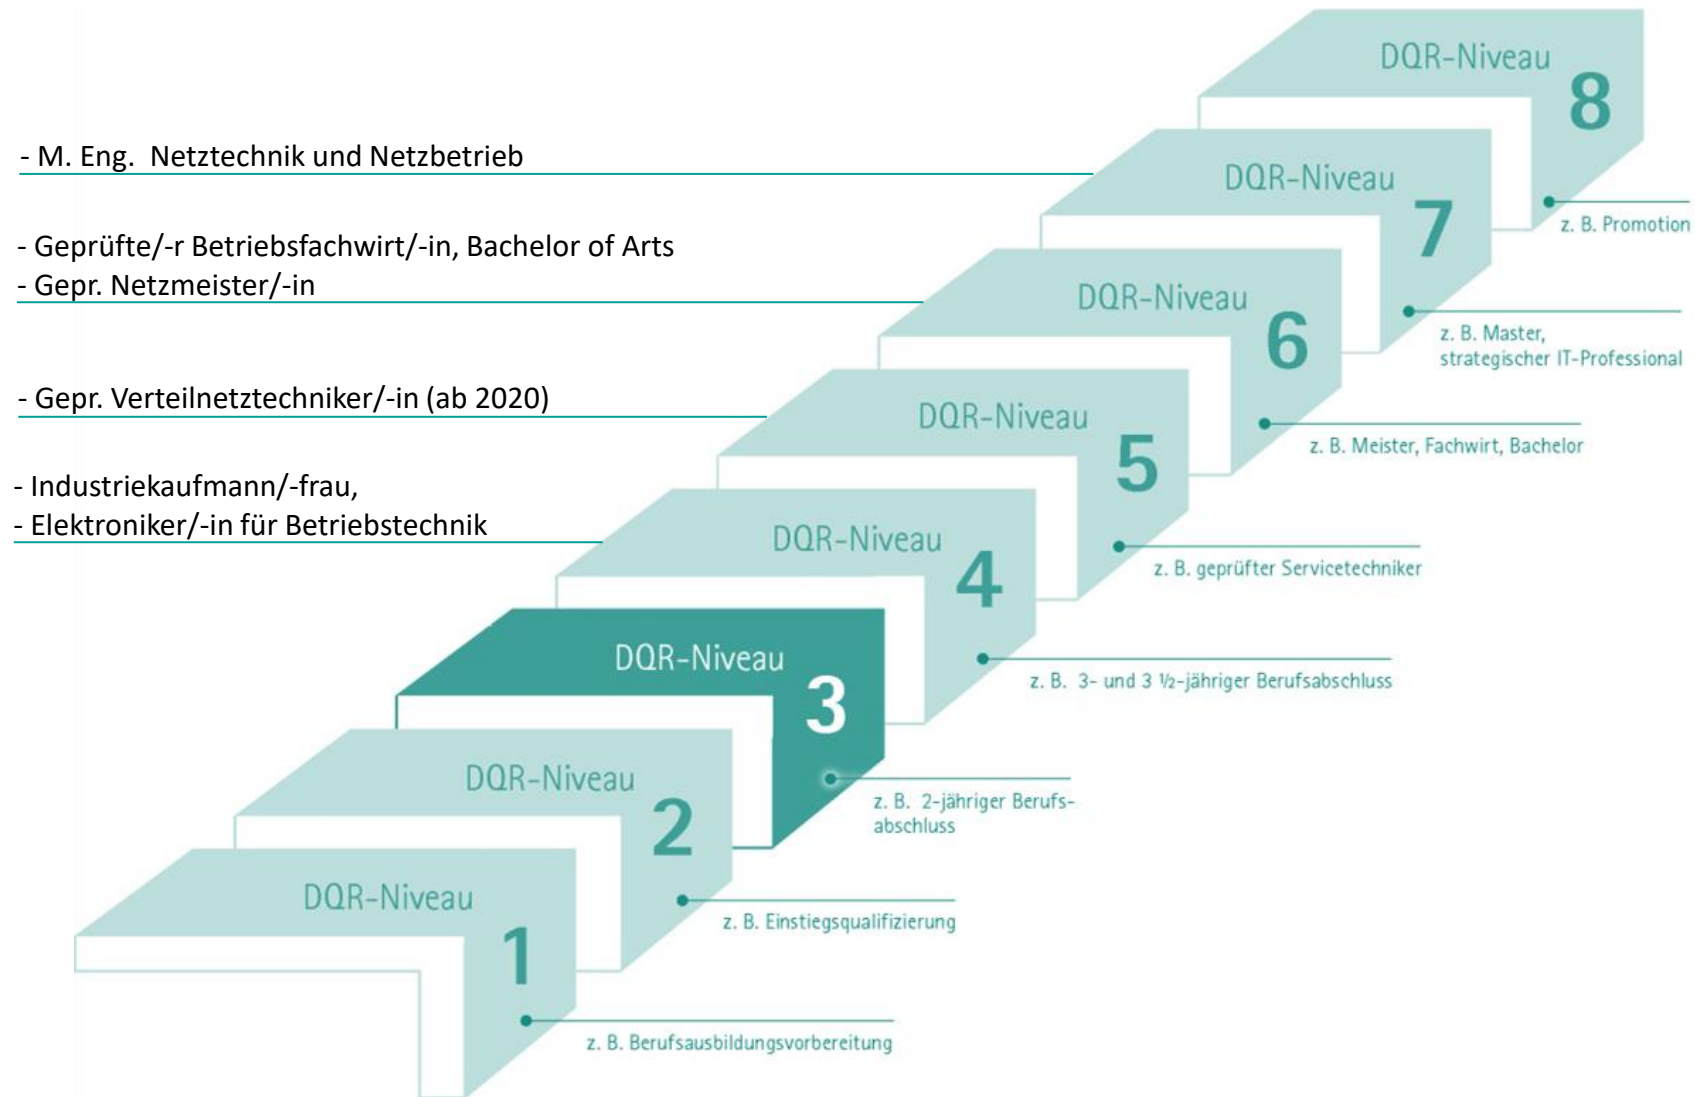 DQR-Niveau
8
- M. Eng.  Netztechnik und Netzbetrieb
DQR-Niveau
7
z. B. Promotion
- Geprüfte/-r Betriebsfachwirt/-in, Bachelor of Arts
- Gepr. Netzmeister/-in
DQR-Niveau
6
z. B. Master,
strategischer IT-Professional
- Gepr. Verteilnetztechniker/-in (ab 2020)
DQR-Niveau
5
z. B. Meister, Fachwirt, Bachelor
- Industriekaufmann/-frau,
- Elektroniker/-in für Betriebstechnik
DQR-Niveau
4
z. B. geprüfter Servicetechniker
DQR-Niveau
3
z. B.  3- und 3 ½-jähriger Berufsabschluss
DQR-Niveau
2
z. B.  2-jähriger Berufs-
abschluss
DQR-Niveau
1
z. B. Einstiegsqualifizierung
z. B. Berufsausbildungsvorbereitung